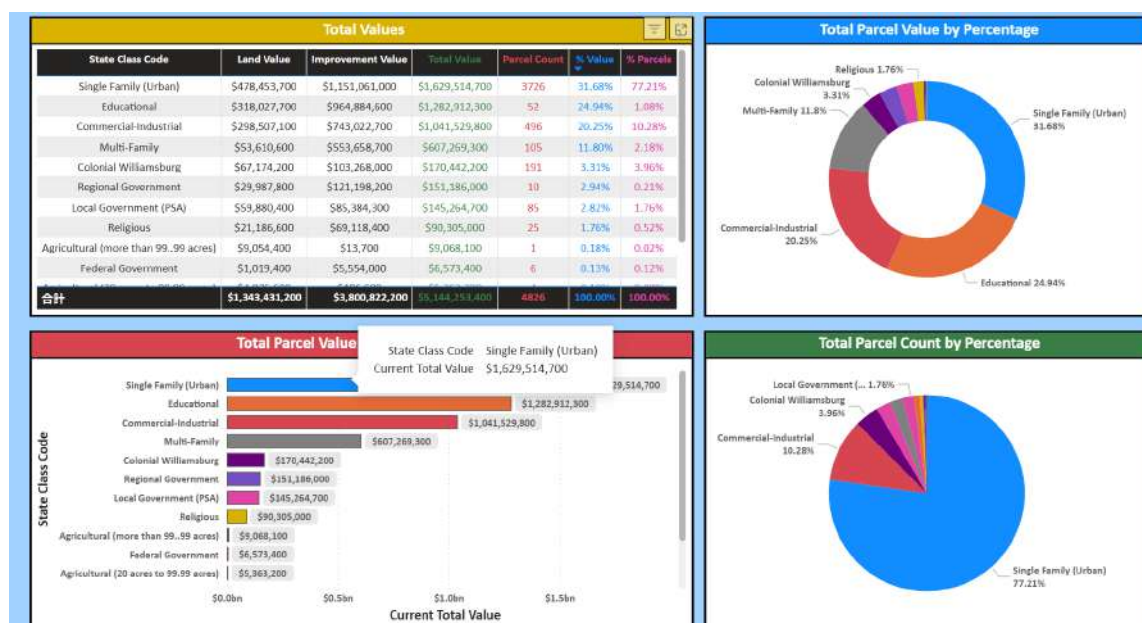 Total Values
State Class Code Land Value Improvement Value Total Value Parcel Count % Value % Parcels
Single Family (Urban) $478,453,700 $1,151,061,000 $1,629,514,700 3726 31.68% 77.21%
Educational $318,027,700 $964,884,600 $1,282,912,300 52 24.94% 1.08%
Commercial-Industrial $298,507,100 $743,022,700 $1,041,529,800 496 20.25% 10.28%
Multi-Family $53,610,600 $553,658,700 $607,269,300 105 11.80% 2.18%
Colonial Williamsburg $67,174,200 $103,268,000 $170,442,200 191 3.31% 3.96%
Regional Government $29,987,800 $121,198,200 $151,186,000 10 2.94% 0.21%
Local Government (PSA) $59,880,400 $85,384,300 $145,264,700 85 2.82% 1.76%
Religious $21,186,600 $69,118,400 $90,305,000 25 1.76% 0.52%
Agricultural (more than 99..99 acres) $9,054,400 $13,700 $9,068,100 1 0.18% 0.02%
Federal Government $1,019,400 $5,554,000 $6,573,400 6 0.13% 0.12%
合計 $1,343,431,200 $3,800,822,200 $5,144,253,400 4826 100.00% 100.00%
Total Parcel Value by Percentage
Religious 1.76%
Colonial Williamsburg
3.31%
Multi-Family 11.8%
Single Family (Urban)
31.68%
Commercial-Industrial
20.25%
Educational 24.94%
Total Parcel Value
State Class Code Single Family (Urban)
Current Total Value $1,629,514,700
Single Family (Urban) 29,514,700
Educational $1,282,912,300
Commercial-Industrial $1,041,529,800
Multi-Family $607,269,300
Colonial Williamsburg $170,442,200
Regional Government $151,186,000
Local Government (PSA) $145,264,700
Religious $90,305,000
Agricultural (more than 99..99 acres) $9,068,100
Federal Government $6,573,400
Agricultural (20 acres to 99.99 acres) $5,363,200
State Class Code
$0.0bn $0.5bn $1.0bn $1.5bn
Current Total Value
Total Parcel Count by Percentage
Local Government (... 1.76%
Colonial Williamsburg
3.96%
Commercial-Industrial
10.28%
Single Family (Urban)
77.21%